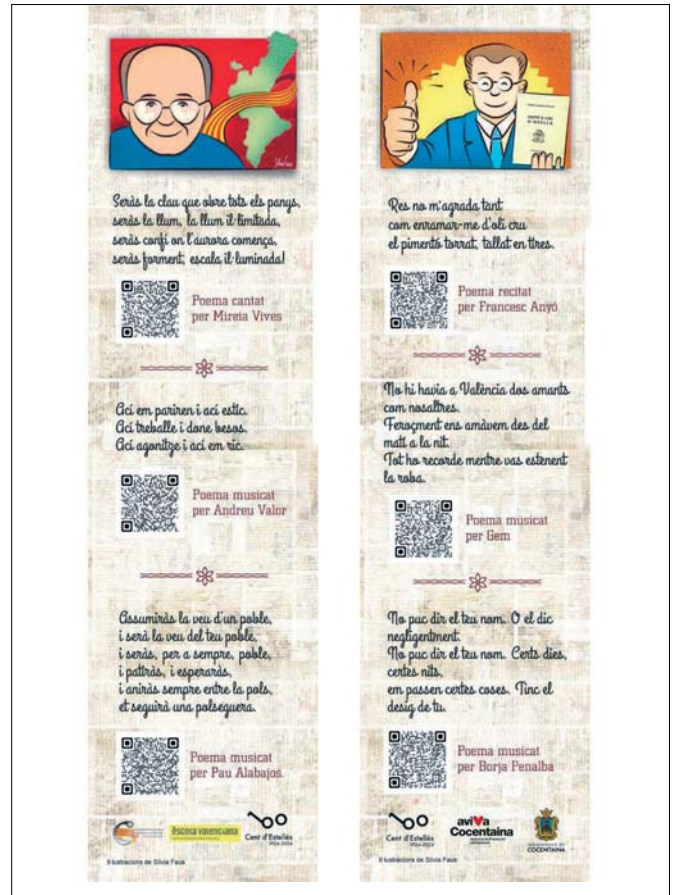 Seràs la clau que obre tots els panys,
seràs la llum, la llum il·limitada,
seràs confí on l'aurora comença,
seràs forment, escala il·luminada!
Poema cantat
per Mireia Vives
Ací em pariren i ací estic.
Ací treballe i done besos.
Ací agonitze i ací em ric.
Poema musicat
per Andreu Valor
Assumiràs la veu d'un poble,
i serà la veu del teu poble,
i seràs, per a sempre, poble,
i patiràs, i esperaràs,
i aniràs sempre entre la pols,
et seguirà una polseguera.
Poema musicat
per Pau Alabajos
escola valenciana
Cent d'Estellés
1924-2024
Il·lustracions de Silvia Faus
Res no m'agrada tant
com enramar-me d'oli cru
el pimentó torrat, tallat en tires.
Poema recitat
per Francesc Anyó
No hi havia a València dos amants
com nosaltres.
Feroçment ens amàvem des del
matí a la nit.
Tot ho recorde mentre vas estenent
la roba.
Poema musicat
per Gem
No puc dir el teu nom. O el dic
negligentment.
No puc dir el teu nom. Certs dies,
certes nits,
em passen certes coses. Tinc el
desig de tu.
Poema musicat
per Borja Penalba
Cent d'Estellés
1924-2024
aviva
Cocentaina
COCENTAINA
Il·lustracions de Silvia Faus